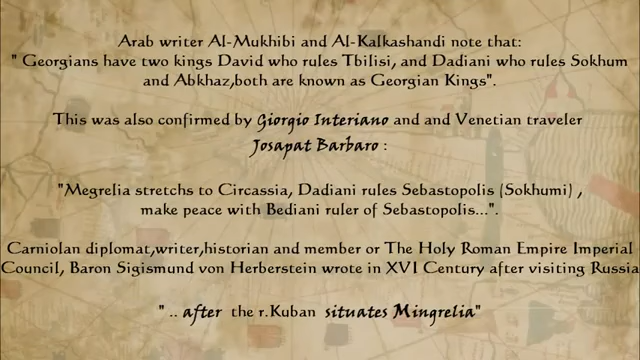 Arab writer Al-Mukhibi and Al-Kalkashandi note that:
" Georgians have two kings David who rules Tbilisi, and Dadiani who rules Sokhum
and Abkhaz,both are known as Georgian Kings".
This was also confirmed by Giorgio Interiano and and Venetian traveler
Josapat Barbaro :
"Megrelia stretchs to Circassia, Dadiani rules Sebastopolis (Sokhumi) ,
make peace with Bediani ruler of Sebastopolis...".
Carniolan diplomat,writer,historian and member or The Holy Roman Empire Imperial
Council, Baron Sigismund von Herberstein wrote in XVI Century after visiting Russia
" .. after the r.Kuban situates Mingrelia"